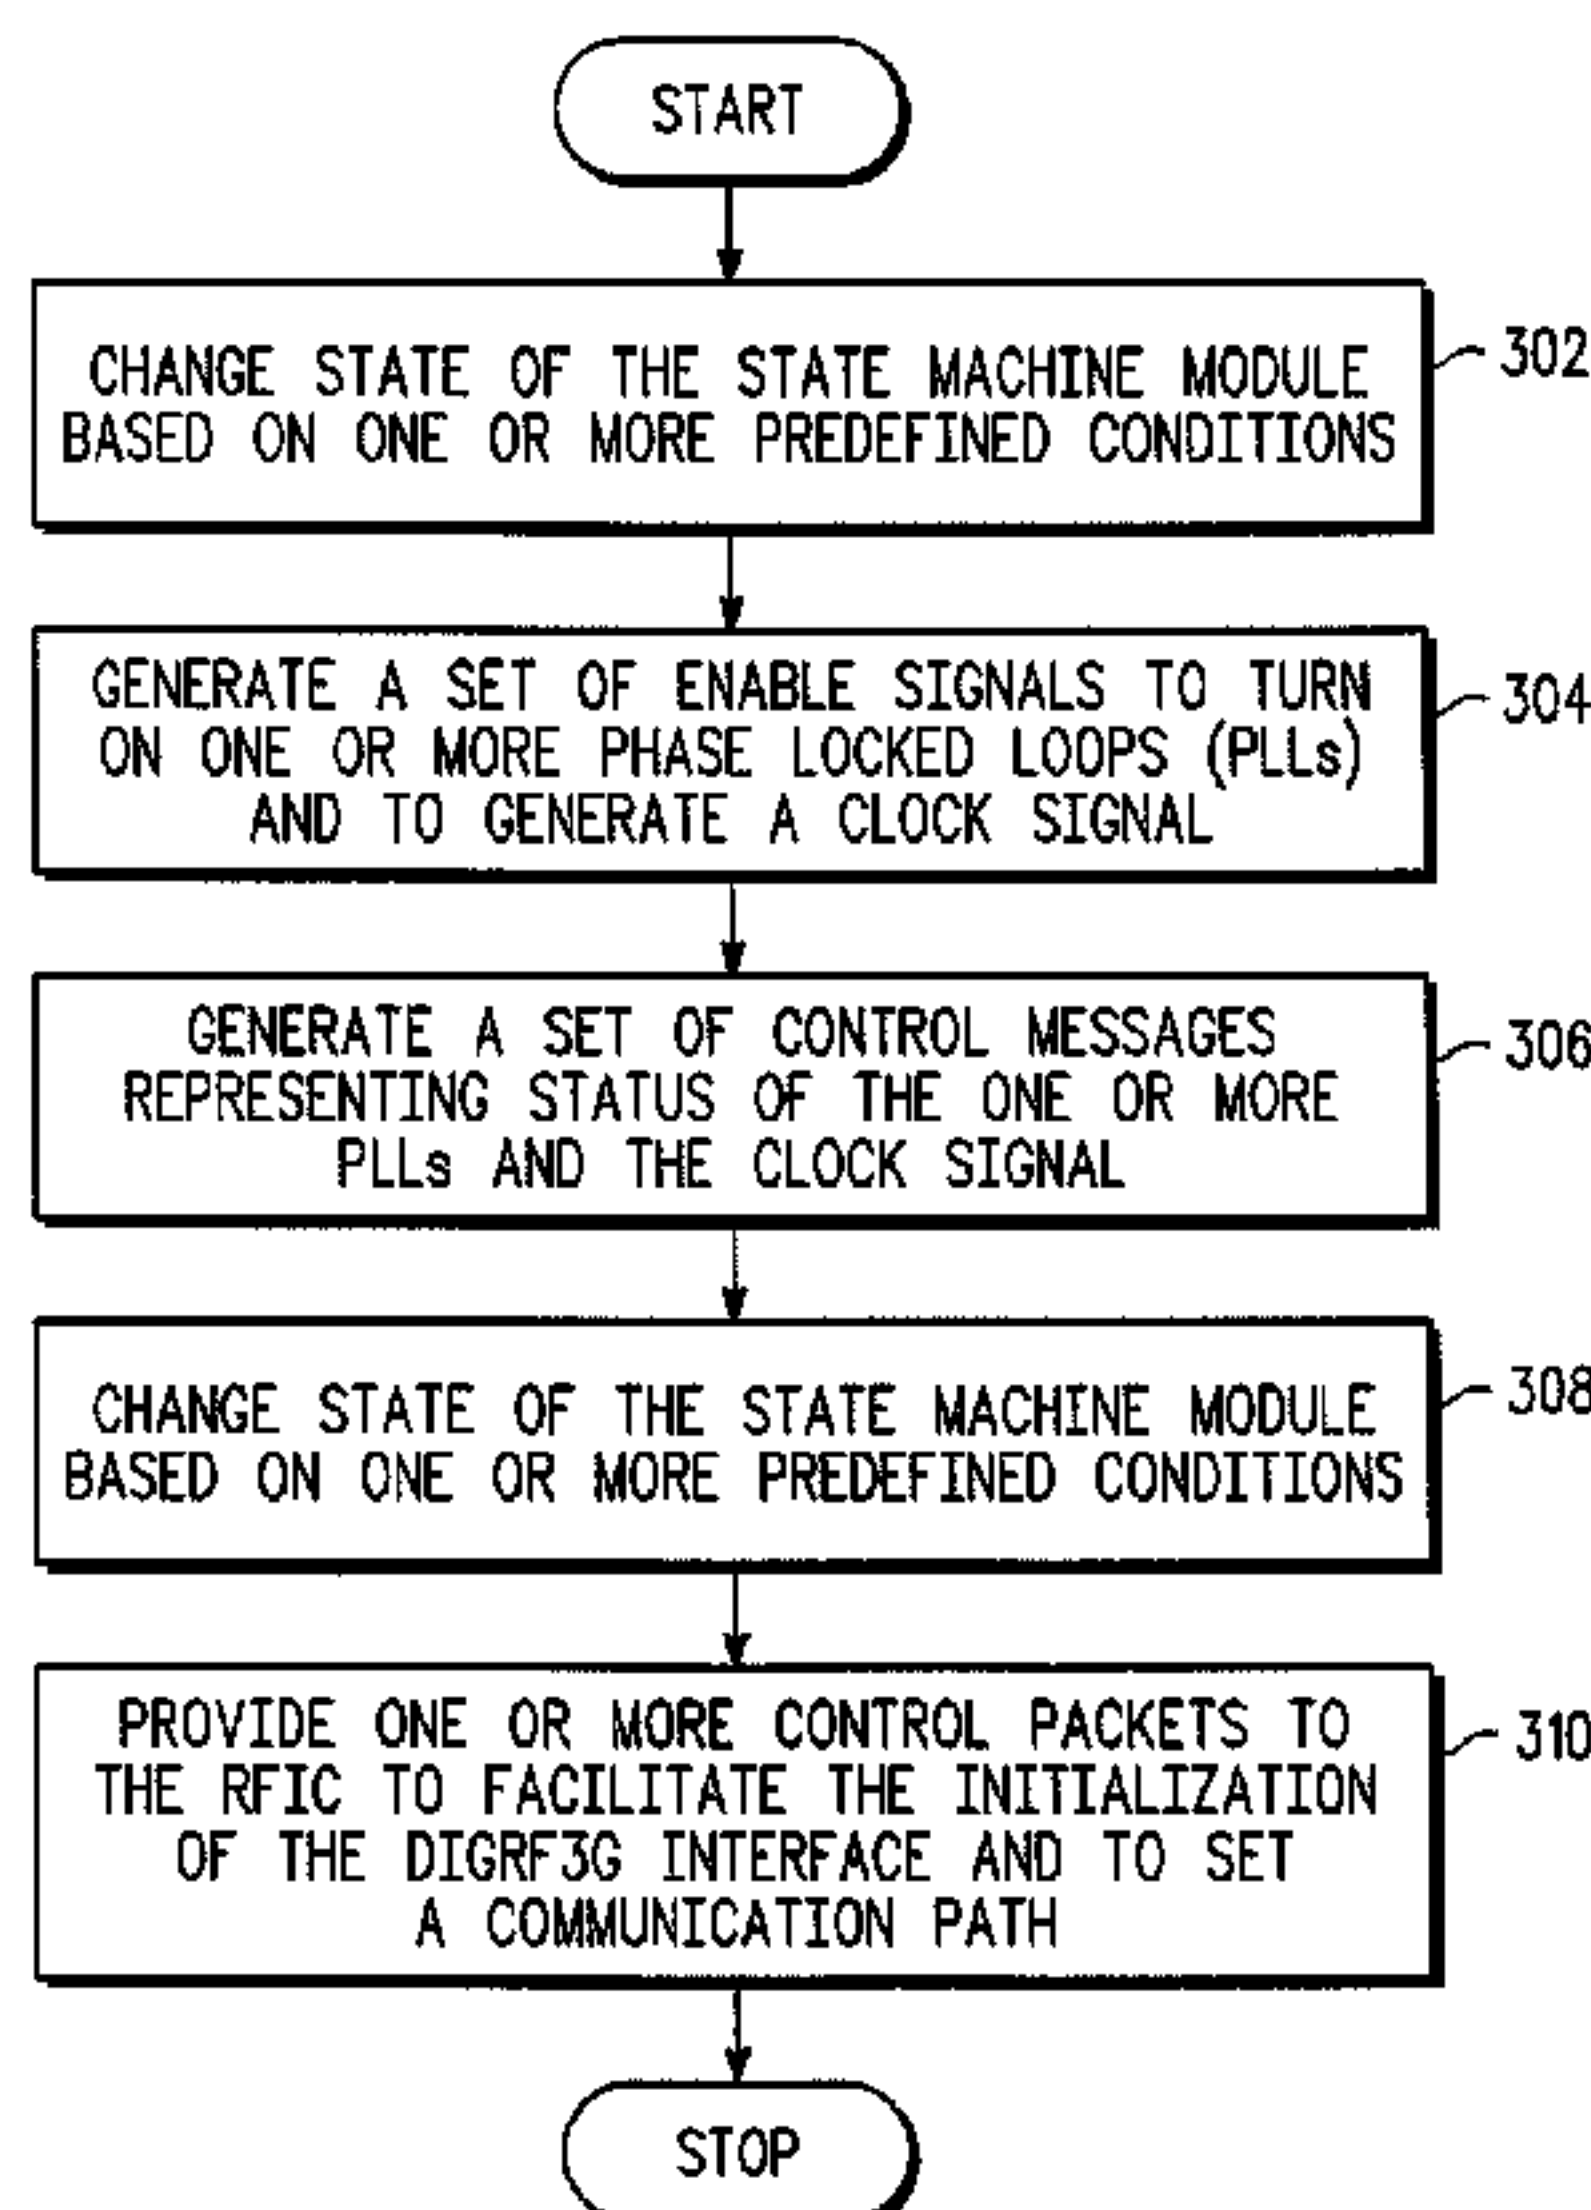 START
CHANGE STATE OF THE STATE MACHINE MODULE
BASED ON ONE OR MORE PREDEFINED CONDITIONS
302
GENERATE A SET OF ENABLE SIGNALS TO TURN
ON ONE OR MORE PHASE LOCKED LOOPS (PLLs)
AND TO GENERATE A CLOCK SIGNAL
304
GENERATE A SET OF CONTROL MESSAGES
REPRESENTING STATUS OF THE ONE OR MORE
PLLs AND THE CLOCK SIGNAL
306
CHANGE STATE OF THE STATE MACHINE MODULE
BASED ON ONE OR MORE PREDEFINED CONDITIONS
308
PROVIDE ONE OR MORE CONTROL PACKETS TO
THE RFIC TO FACILITATE THE INITIALIZATION
OF THE DIGRF3G INTERFACE AND TO SET
A COMMUNICATION PATH
310
STOP